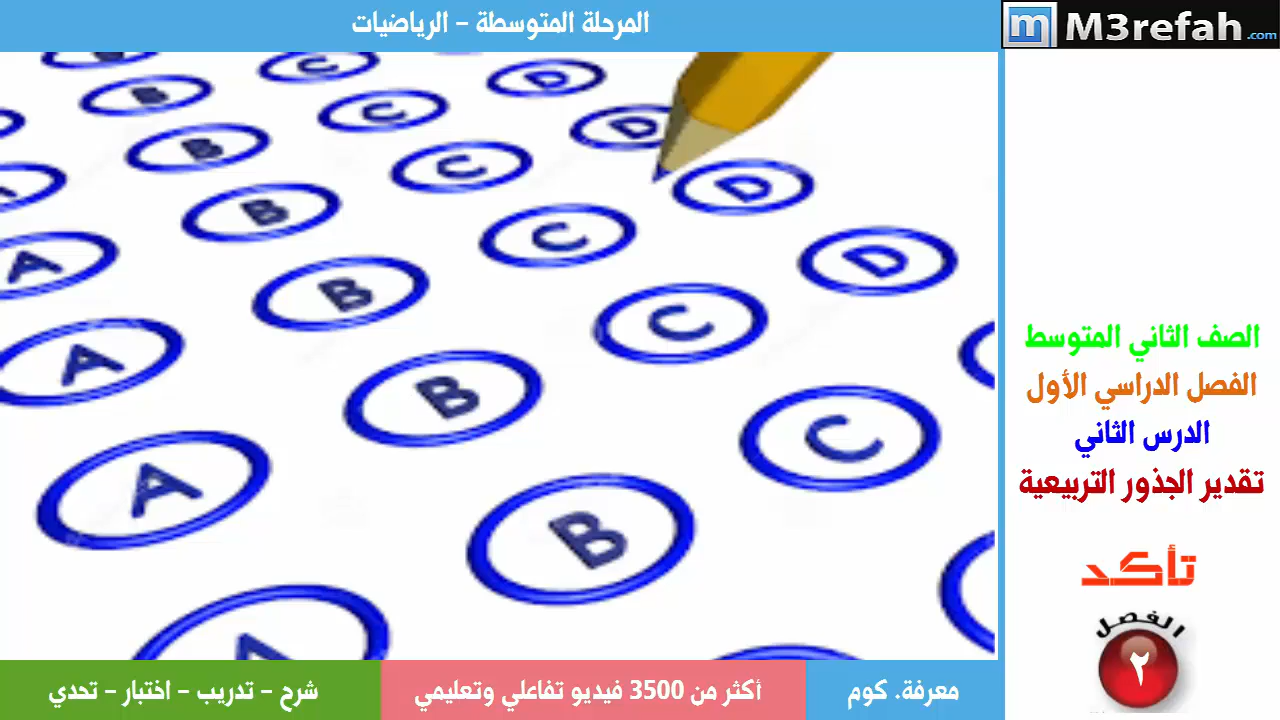 المرحلة المتوسطة - الرياضيات
m M3refah.com
B C D
B C D
B C D
A B C D
A B C
A B C
A B
A
الصف الثاني المتوسط
الفصل الدراسي الأول
الدرس الثاني
تقدير الجذور التربيعية
تأكد
الفصل
٢
معرفة. كوم
أكثر من 3500 فيديو تفاعلي وتعليمي
شرح - تدريب - اختبار - تحدي